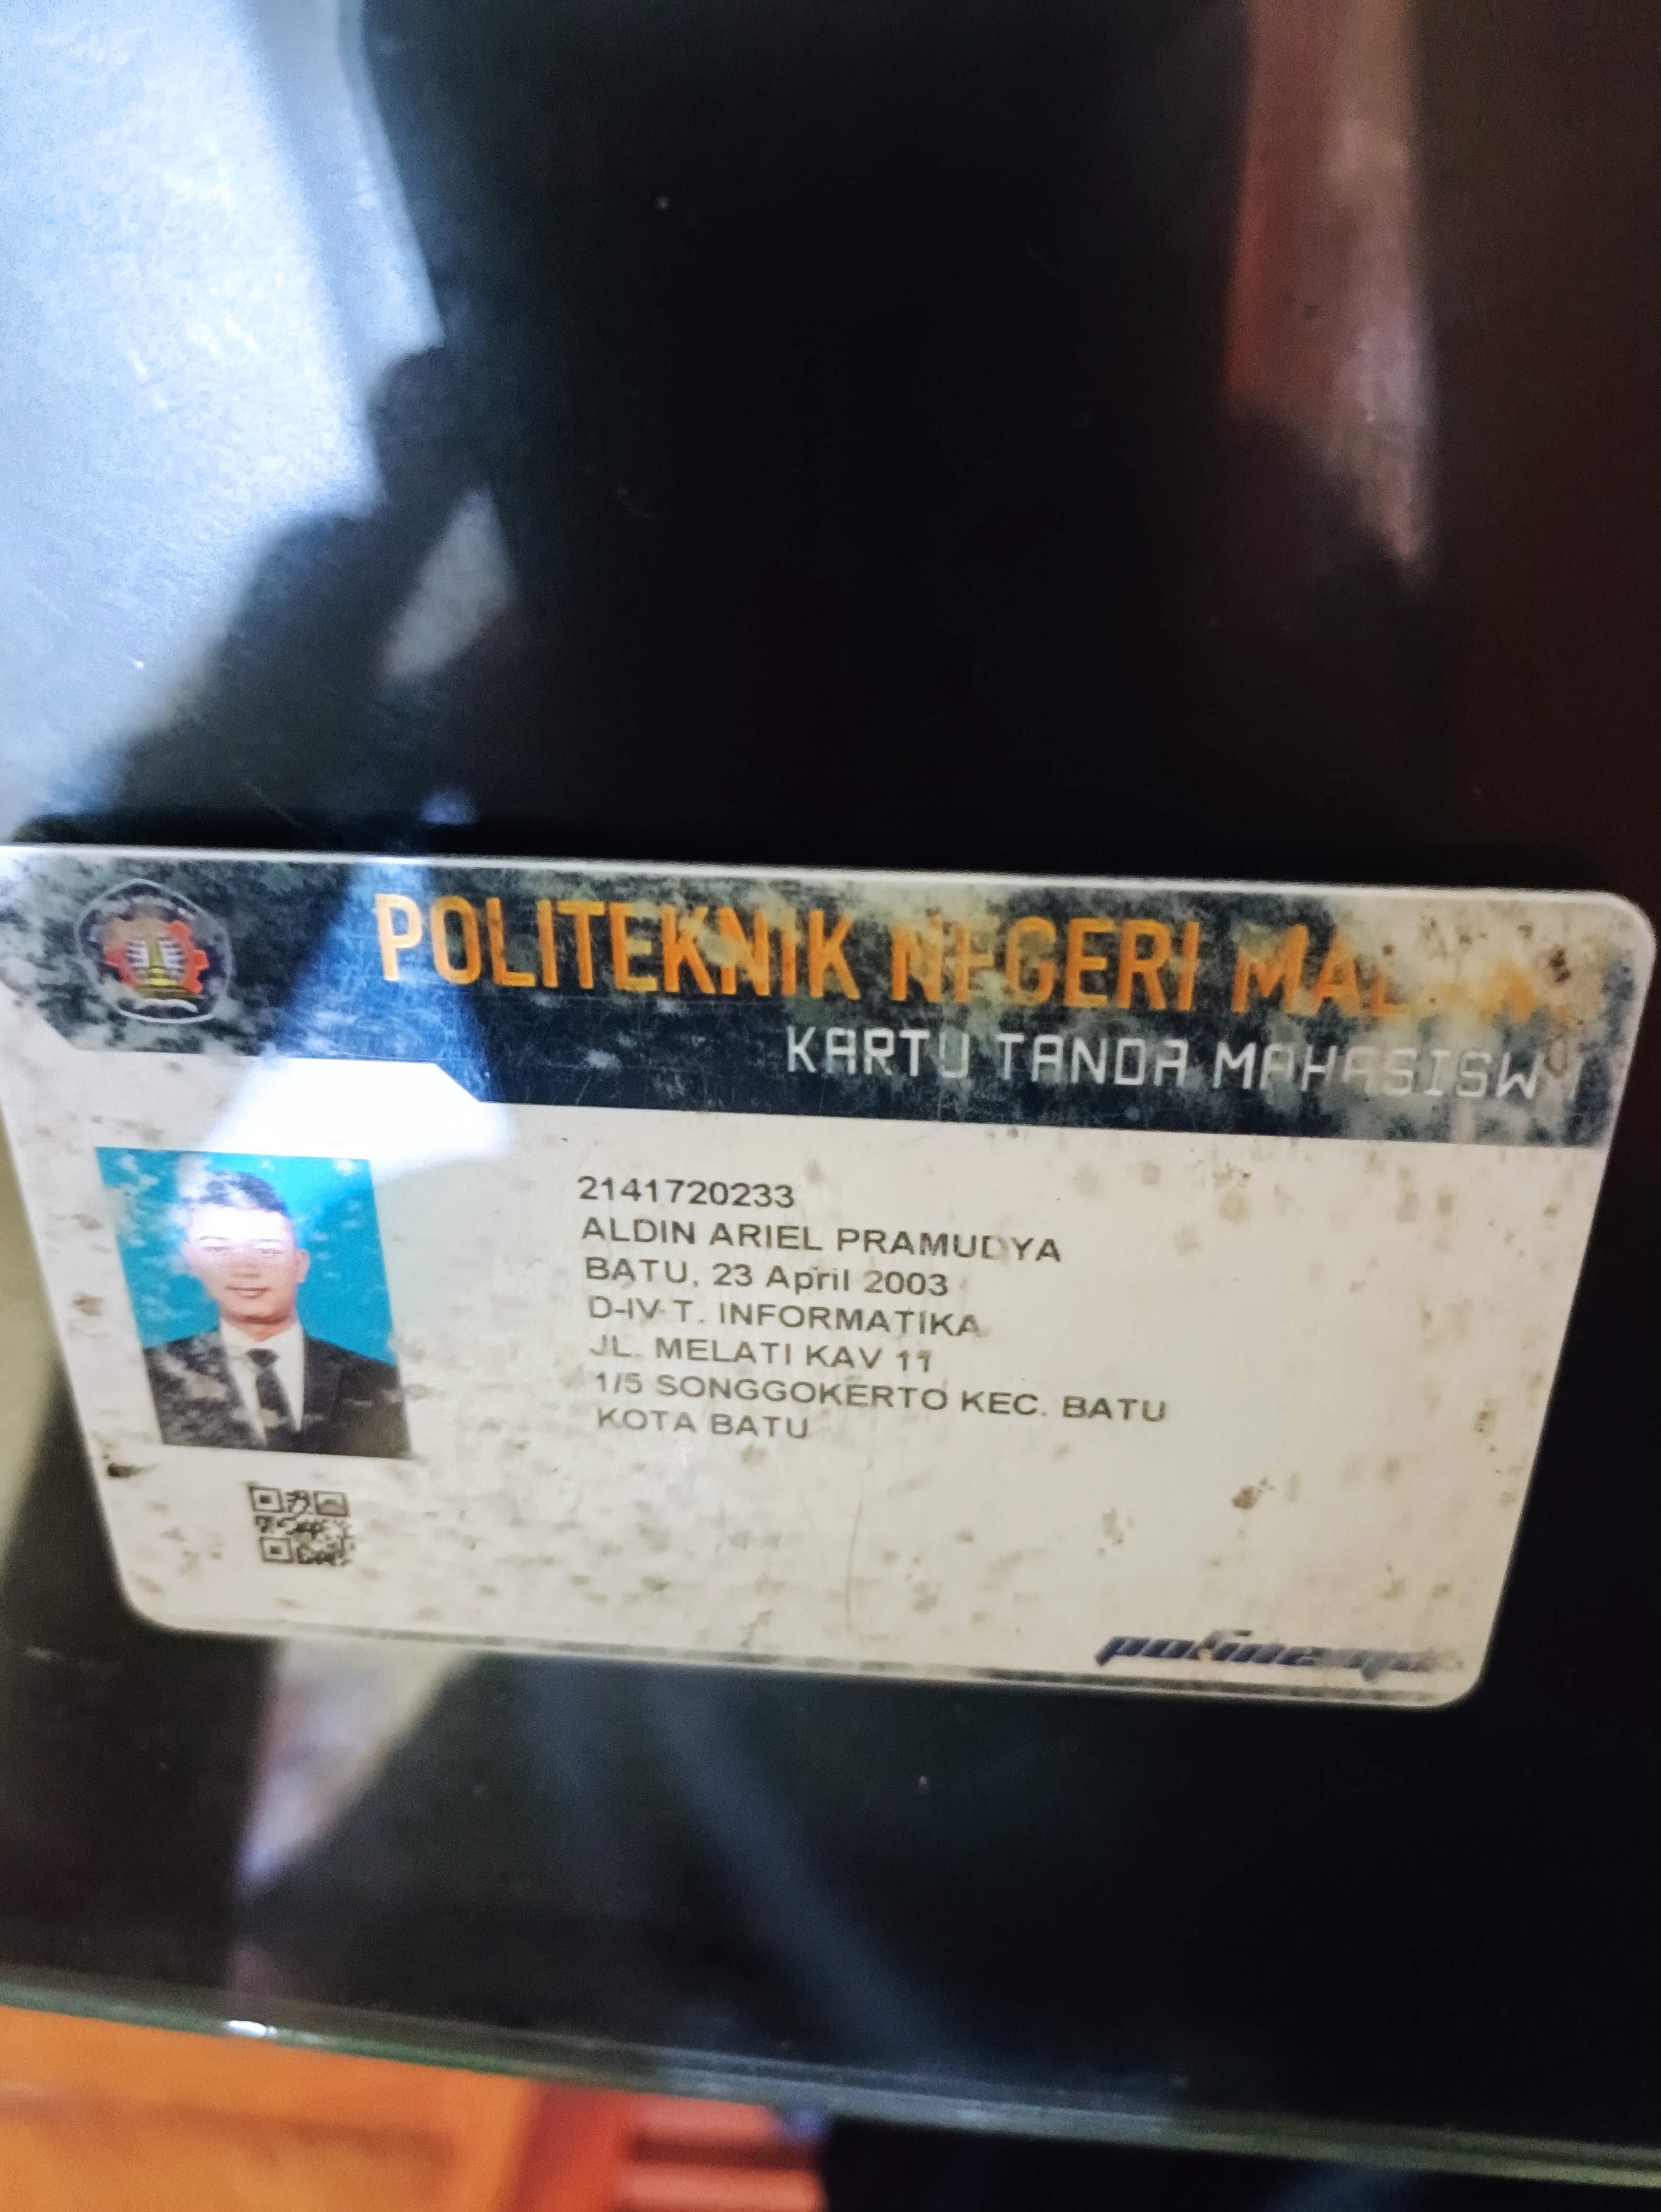 POLITEKNIK NEGERI
KARTU TANDA
2141720233
ALDIN ARIEL PRAMUDYA
BATU, 23 April 2003
D-IV T. INFORMATIKA
JL. MELATI KAV 11
1/5 SONGGOKERTO KEC. BATU
KOTA BATU
polinema